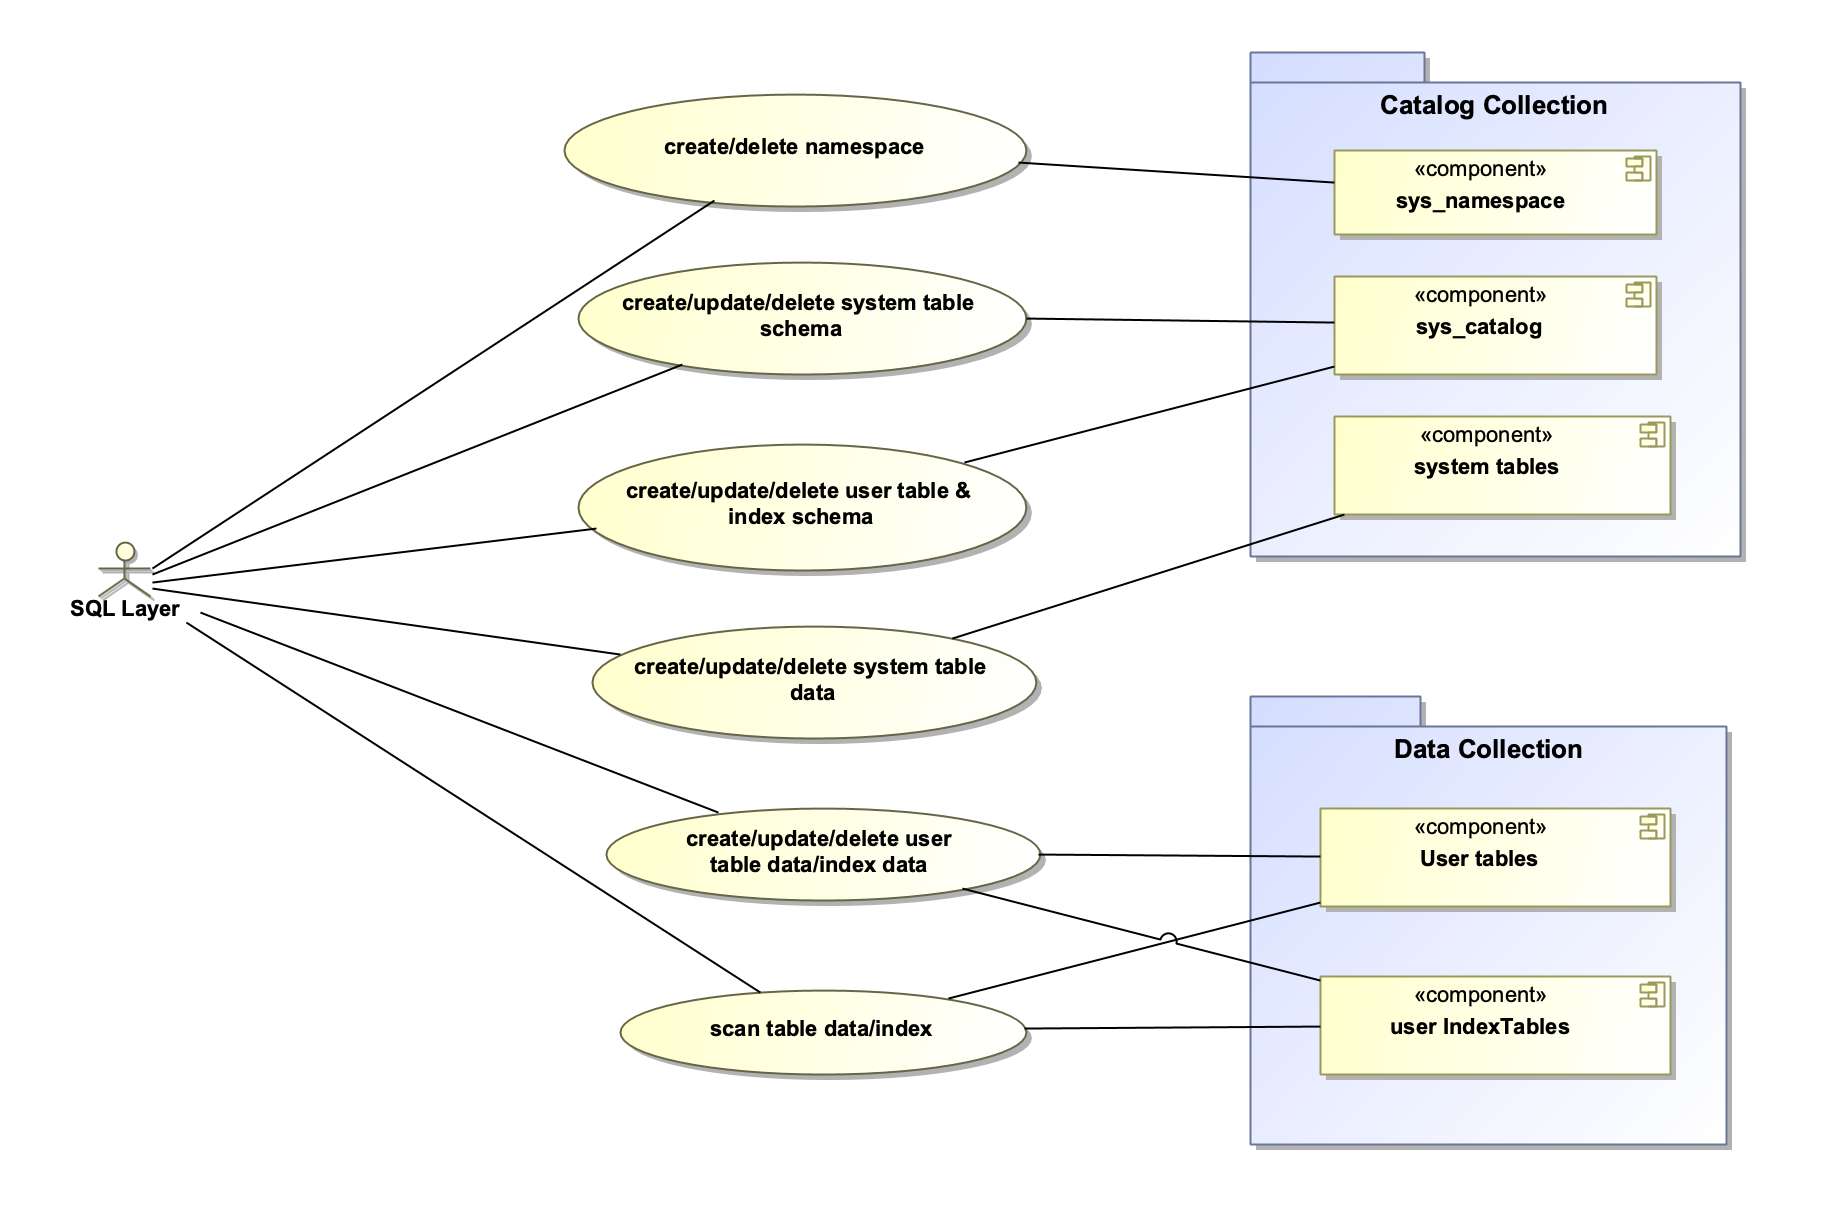 create/delete namespace
create/update/delete system table
schema
create/update/delete user table &
index schema
SQL Layer
create/update/delete system table
data
create/update/delete user
table data/index data
scan table data/index
Catalog Collection
«component»
sys_namespace
«component»
sys_catalog
«component»
system tables
Data Collection
«component»
User tables
«component»
user IndexTables